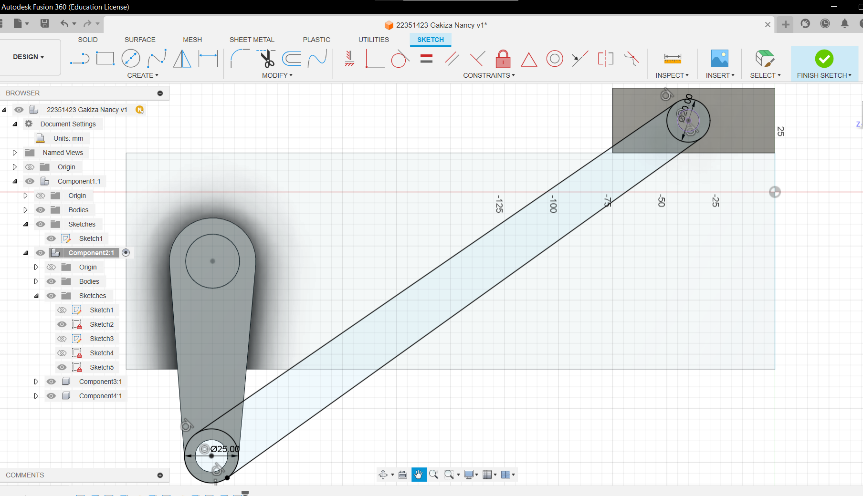 Autodesk Fusion 360 (Education License)
22351423 Gakiza Nancy v1*
SOLID SURFACE MESH SHEET METAL PLASTIC UTILITIES SKETCH
DESIGN
CREATE MODIFY CONSTRAINTS INSPECT INSERT SELECT FINISH SKETCH
BROWSER
22351423 Gakiza Nancy v1
Document Settings
Units: mm
Named Views
Origin
Component1:1
Origin
Bodies
Sketches
Sketch1
Component2:1
Origin
Bodies
Sketches
Sketch1
Sketch2
Sketch3
Sketch4
Sketch5
Component3:1
Component4:1
25
-125 -100 -75 -50 -25
Ø25.00
COMMENTS